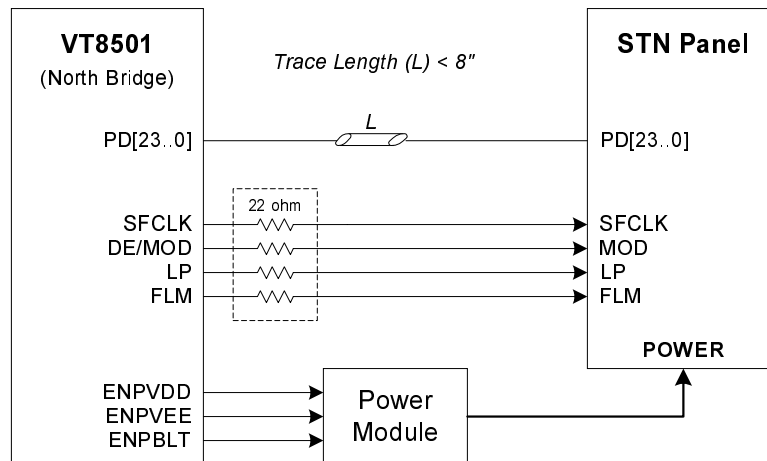 VT8501
(North Bridge)
Trace Length (L) < 8"
STN Panel
PD[23..0]
L
PD[23..0]
22 ohm
SFCLK
SFCLK
DE/MOD
MOD
LP
LP
FLM
FLM
POWER
ENPVDD
ENPVEE
ENPBLT
Power
Module